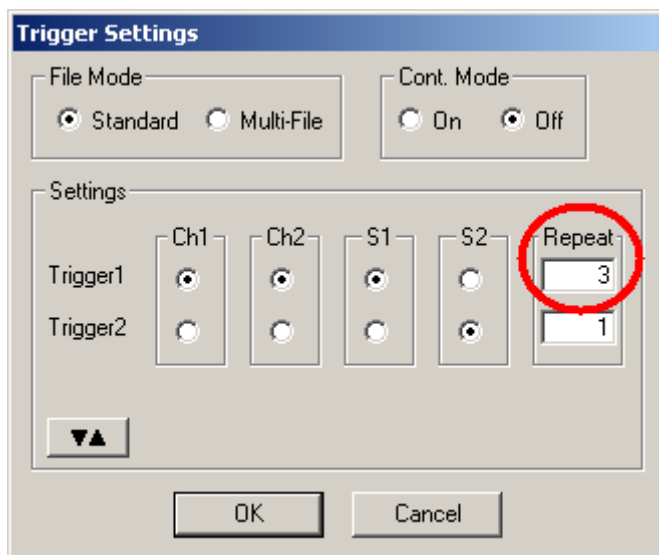 Trigger Settings
File Mode
Standard Multi-File
Cont. Mode
On Off
Settings
Ch1 Ch2 S1 S2 Repeat
Trigger1 3
Trigger2 1
▼▲
OK Cancel